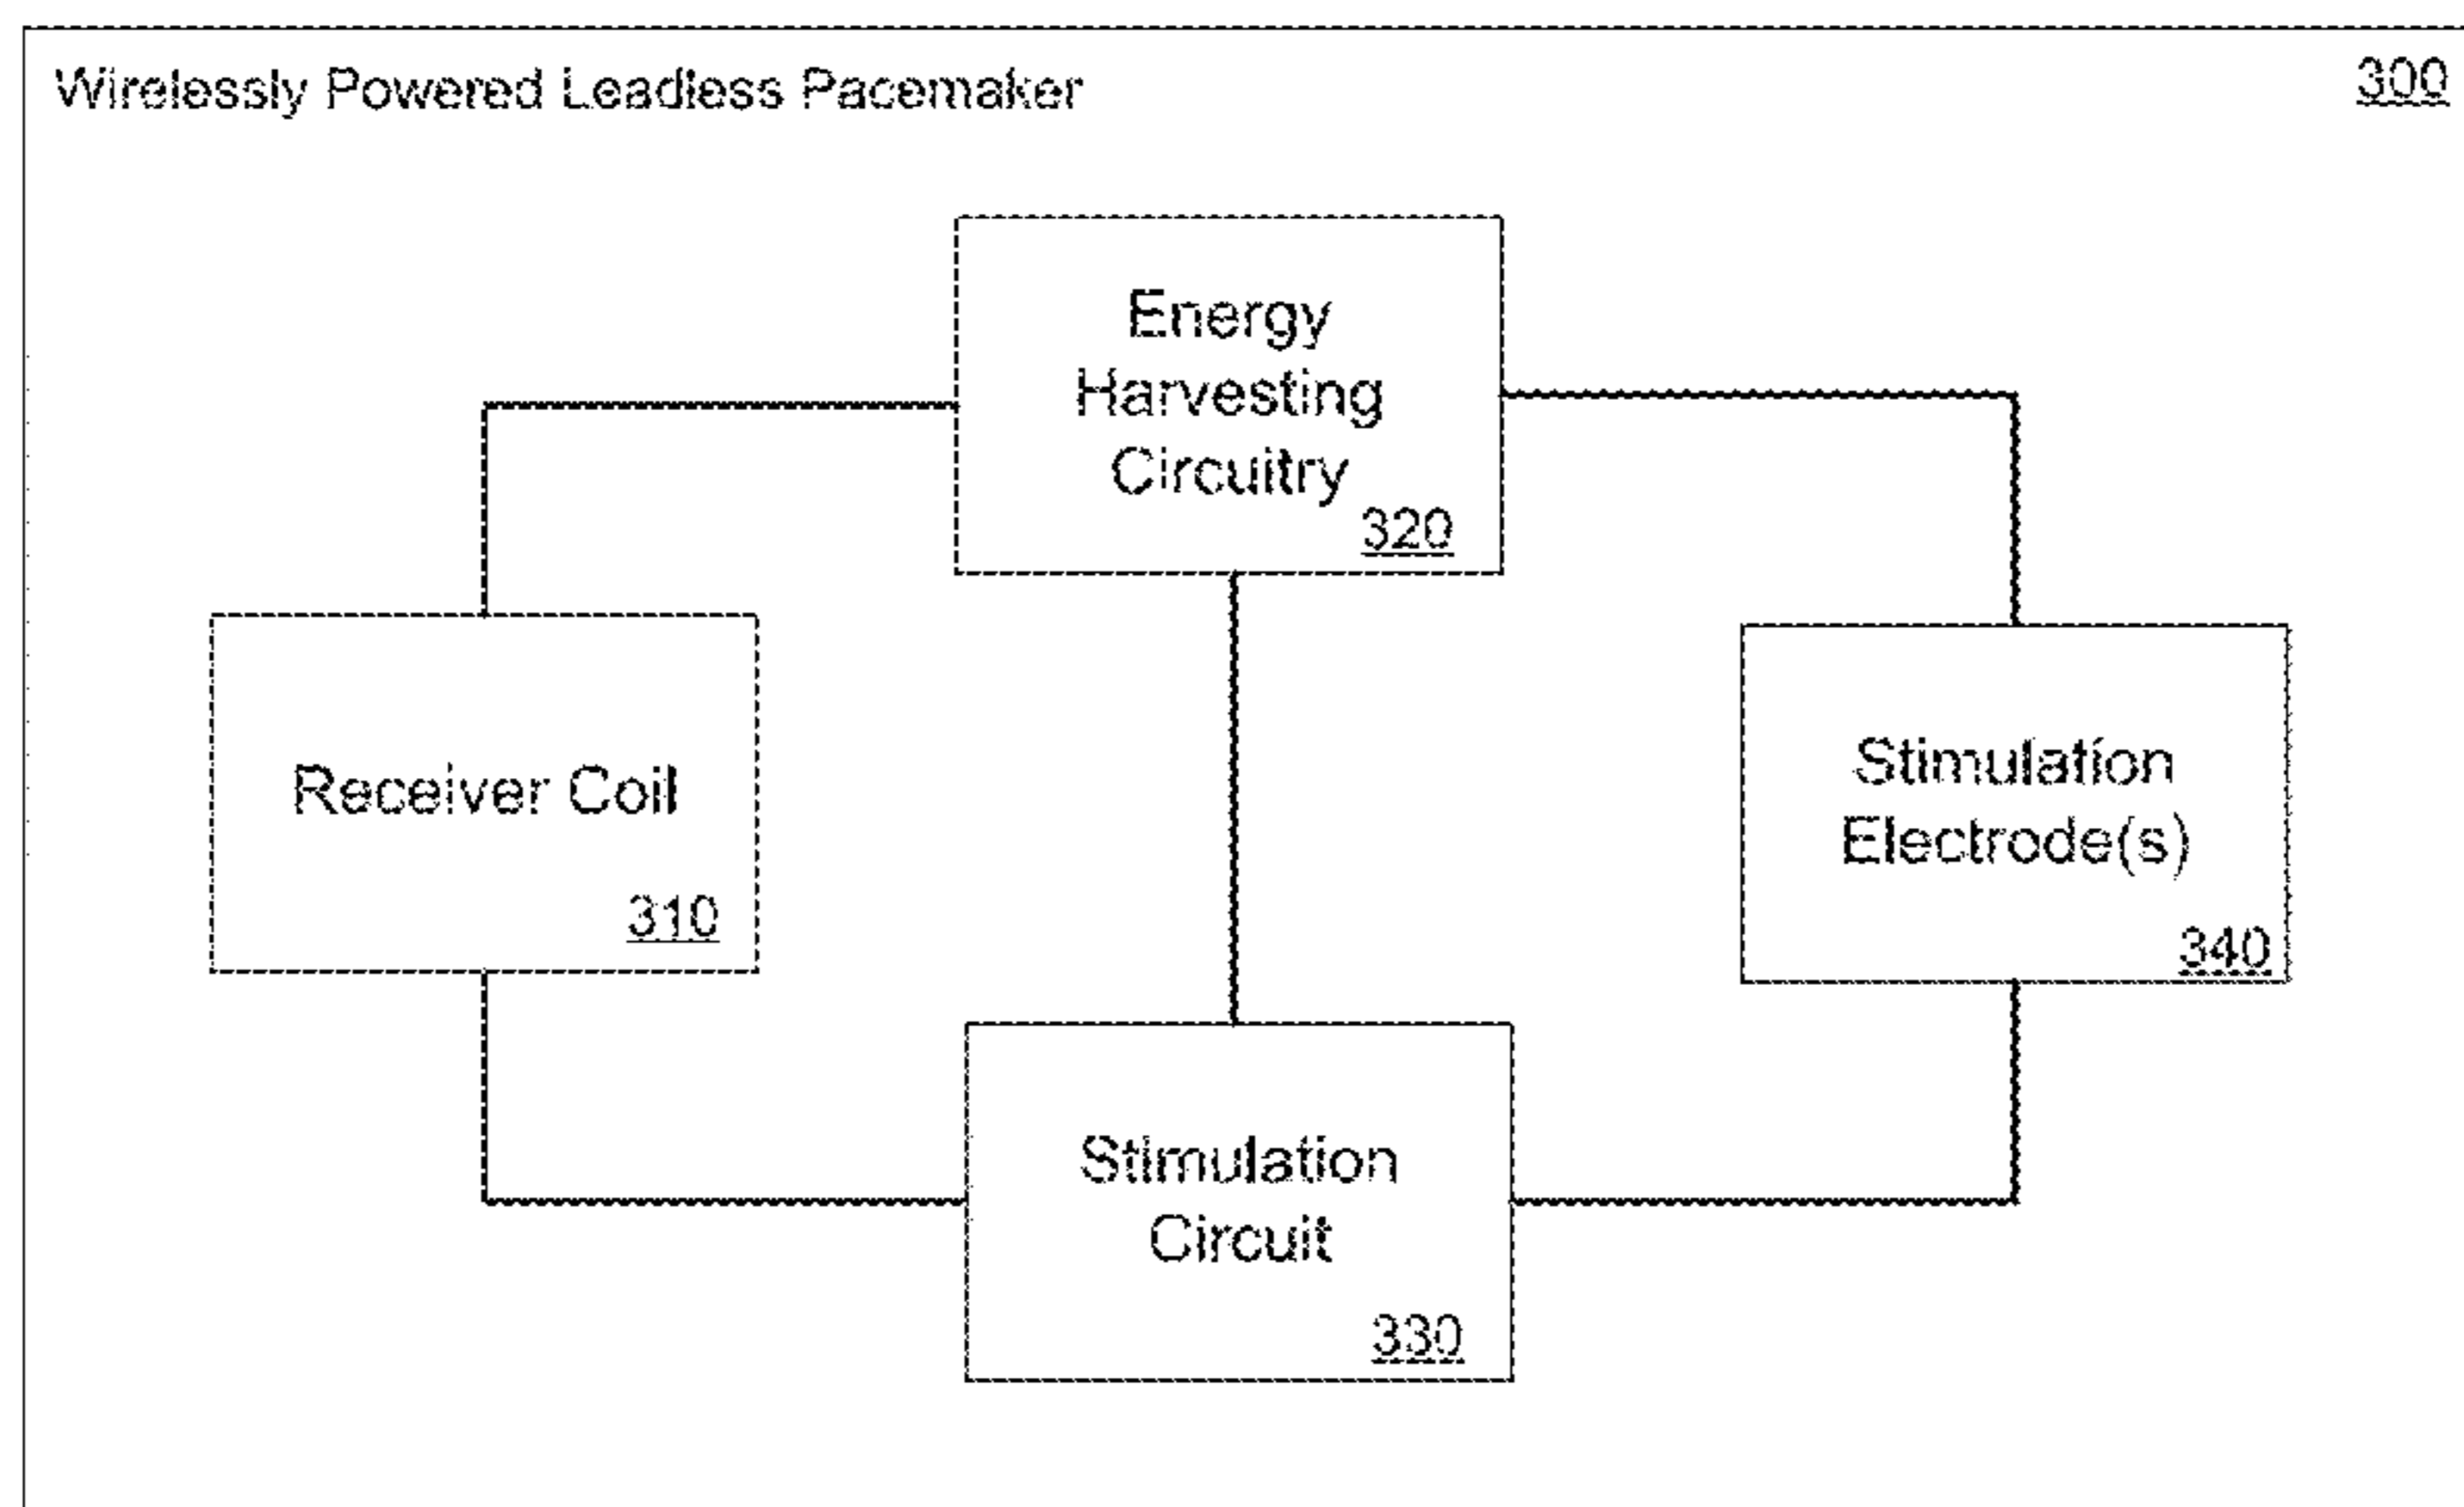 Wirelessly Powered Leadless Pacemaker
300
Energy
Harvesting
Circuitry
320
Receiver Coil
310
Stimulation
Electrode(s)
340
Stimulation
Circuit
330